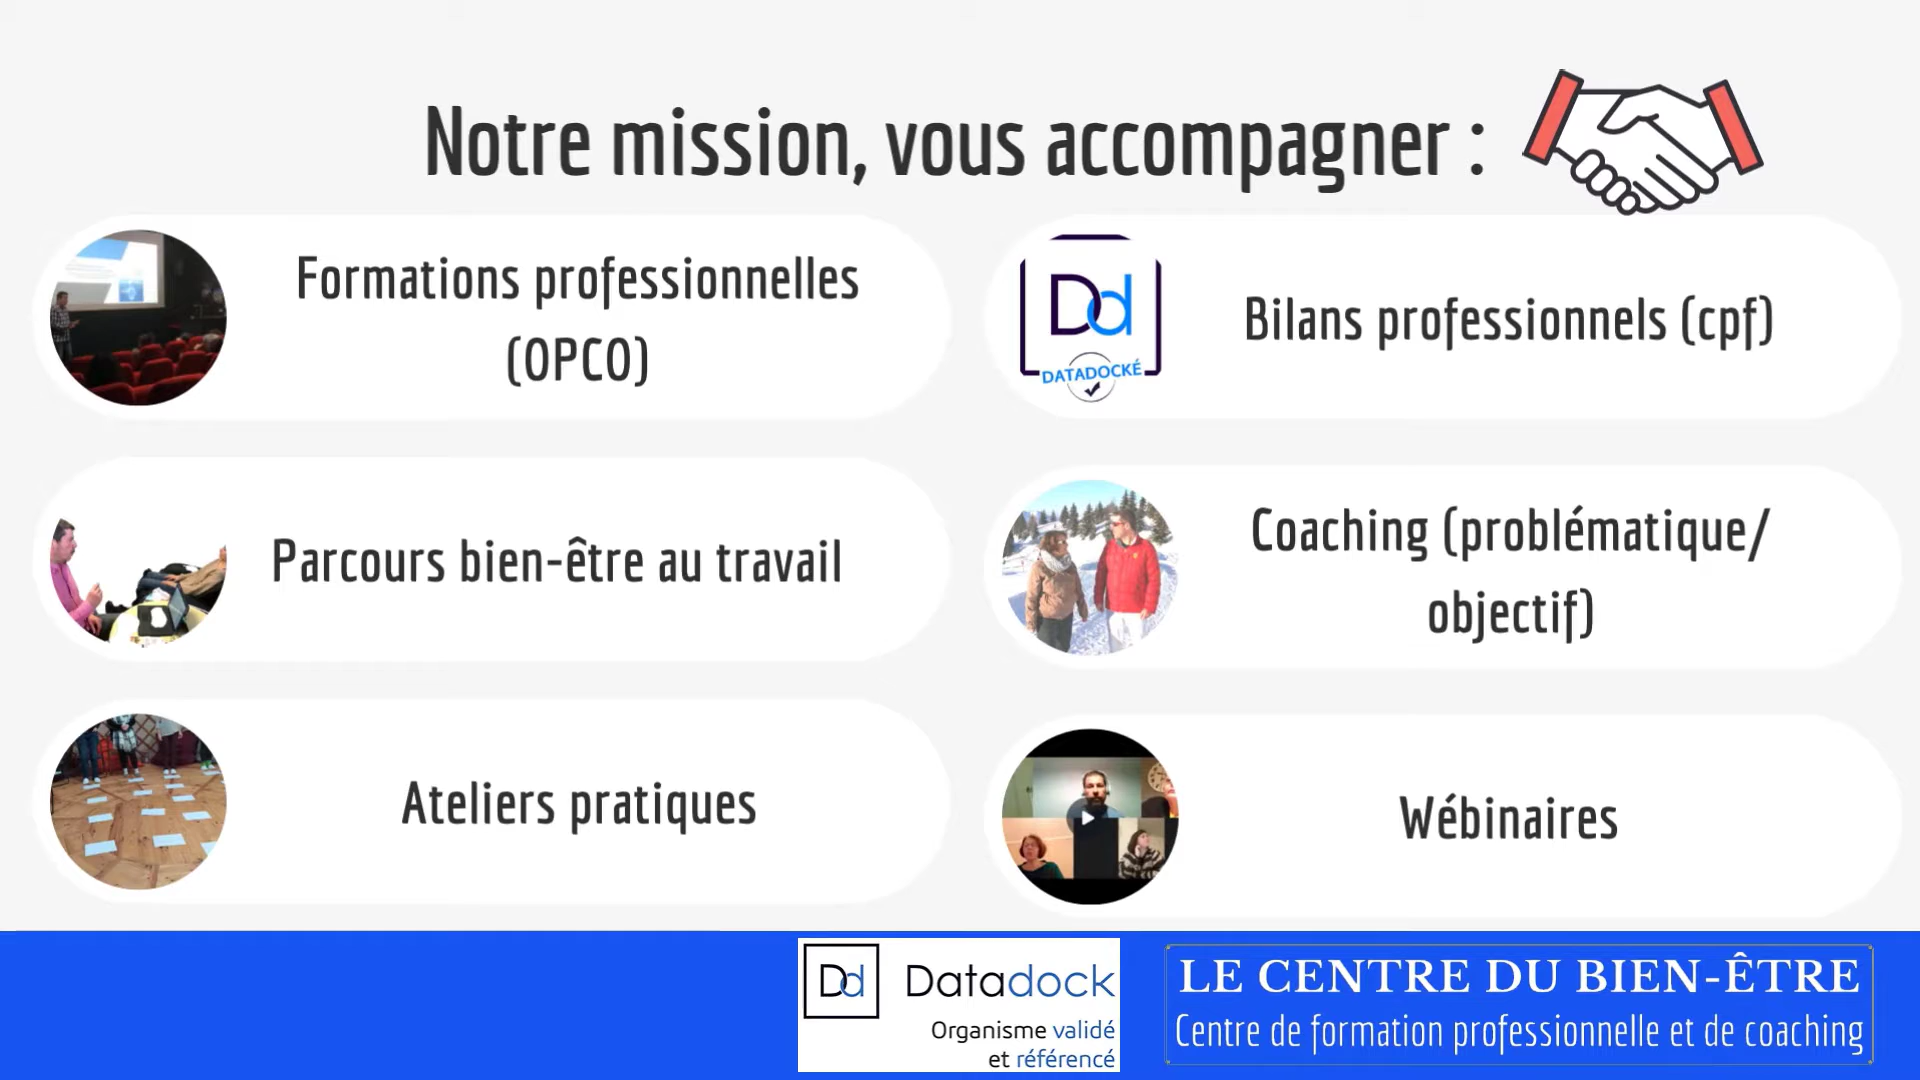 Notre mission, vous accompagner :
Formations professionnelles
(OPCO)
Dd
DATADOCKÉ
Bilans professionnels (cpf)
Parcours bien-être au travail
Coaching (problématique/
objectif)
Ateliers pratiques
Wébinaires
Dd Datadock
Organisme validé
et référencé
LE CENTRE DU BIEN-ÊTRE
Centre de formation professionnelle et de coaching